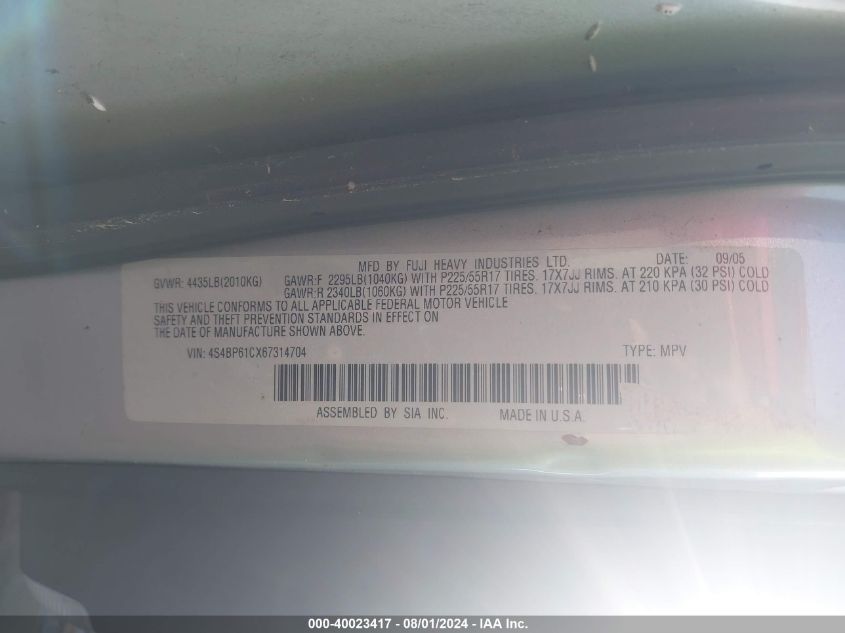 MFD BY FUJI HEAVY INDUSTRIES LTD. DATE: 09/05
GVWR: 4435LB(2010KG) GAWR:F 2295LB(1040KG) WITH P225/55R17 TIRES. 17X7JJ RIMS. AT 220 KPA (32 PSI) COLD
GAWR:R 2340LB(1060KG) WITH P225/55R17 TIRES. 17X7JJ RIMS. AT 210 KPA (30 PSI) COLD
THIS VEHICLE CONFORMS TO ALL APPLICABLE FEDERAL MOTOR VEHICLE
SAFETY AND THEFT PREVENTION STANDARDS IN EFFECT ON
THE DATE OF MANUFACTURE SHOWN ABOVE.
VIN: 4S4BP61CX67314704 TYPE: MPV
ASSEMBLED BY SIA INC. MADE IN U.S.A.
000-40023417 - 08/01/2024 - IAA Inc.